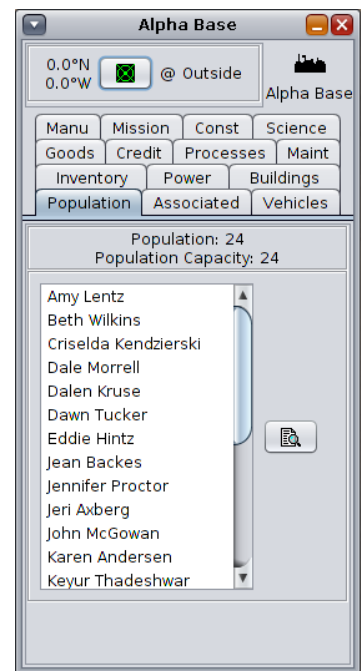 Alpha Base
0.0°N
0.0°W
@ Outside
Alpha Base
Manu Mission Const Science
Goods Credit Processes Maint
Inventory Power Buildings
Population Associated Vehicles
Population: 24
Population Capacity: 24
Amy Lentz
Beth Wilkins
Criselda Kendzierski
Dale Morrell
Dalen Kruse
Dawn Tucker
Eddie Hintz
Jean Backes
Jennifer Proctor
Jeri Axberg
John McGowan
Karen Andersen
Keyur Thadeshwar